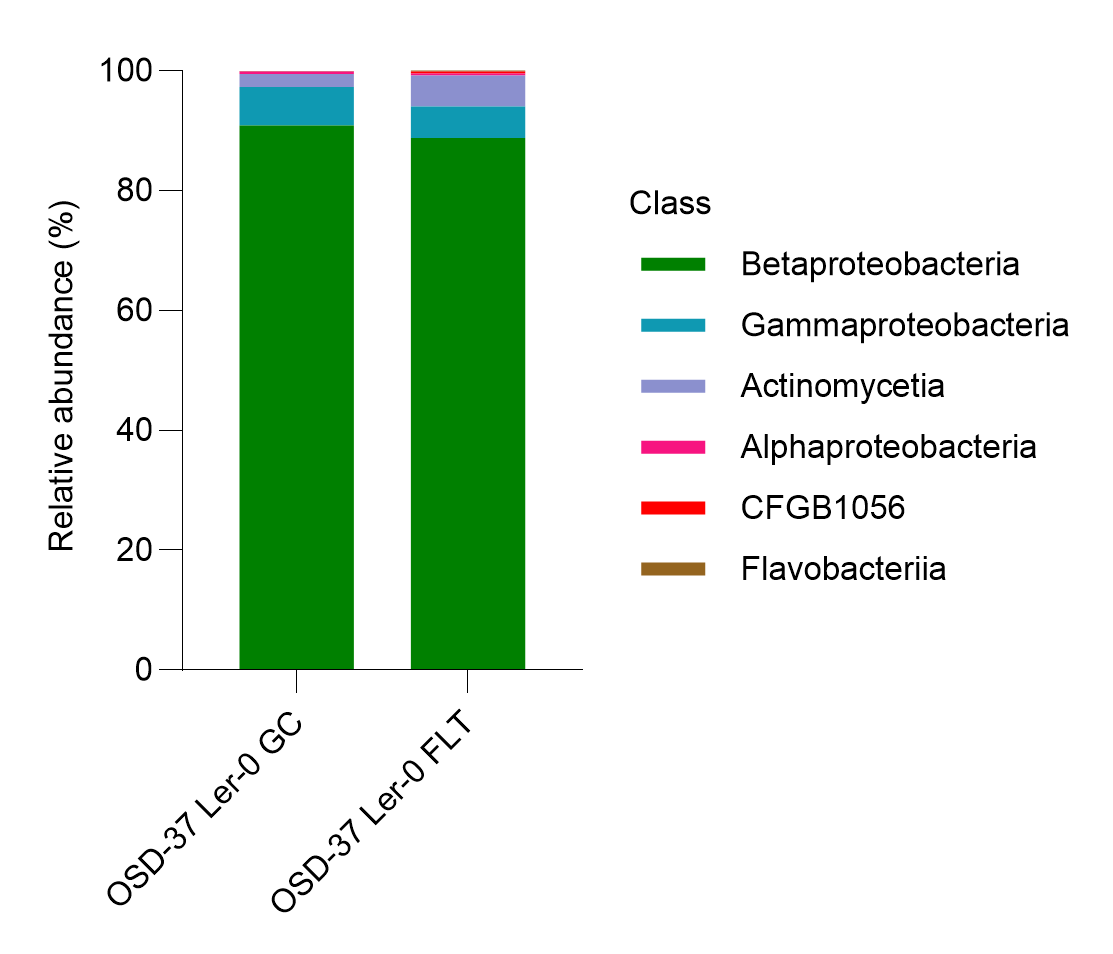 Relative abundance (%)
100
80
60
40
20
0
OSD-37 Ler-0 GC
OSD-37 Ler-0 FLT
Class
Betaproteobacteria
Gammaproteobacteria
Actinomycetia
Alphaproteobacteria
CFGB1056
Flavobacteriia